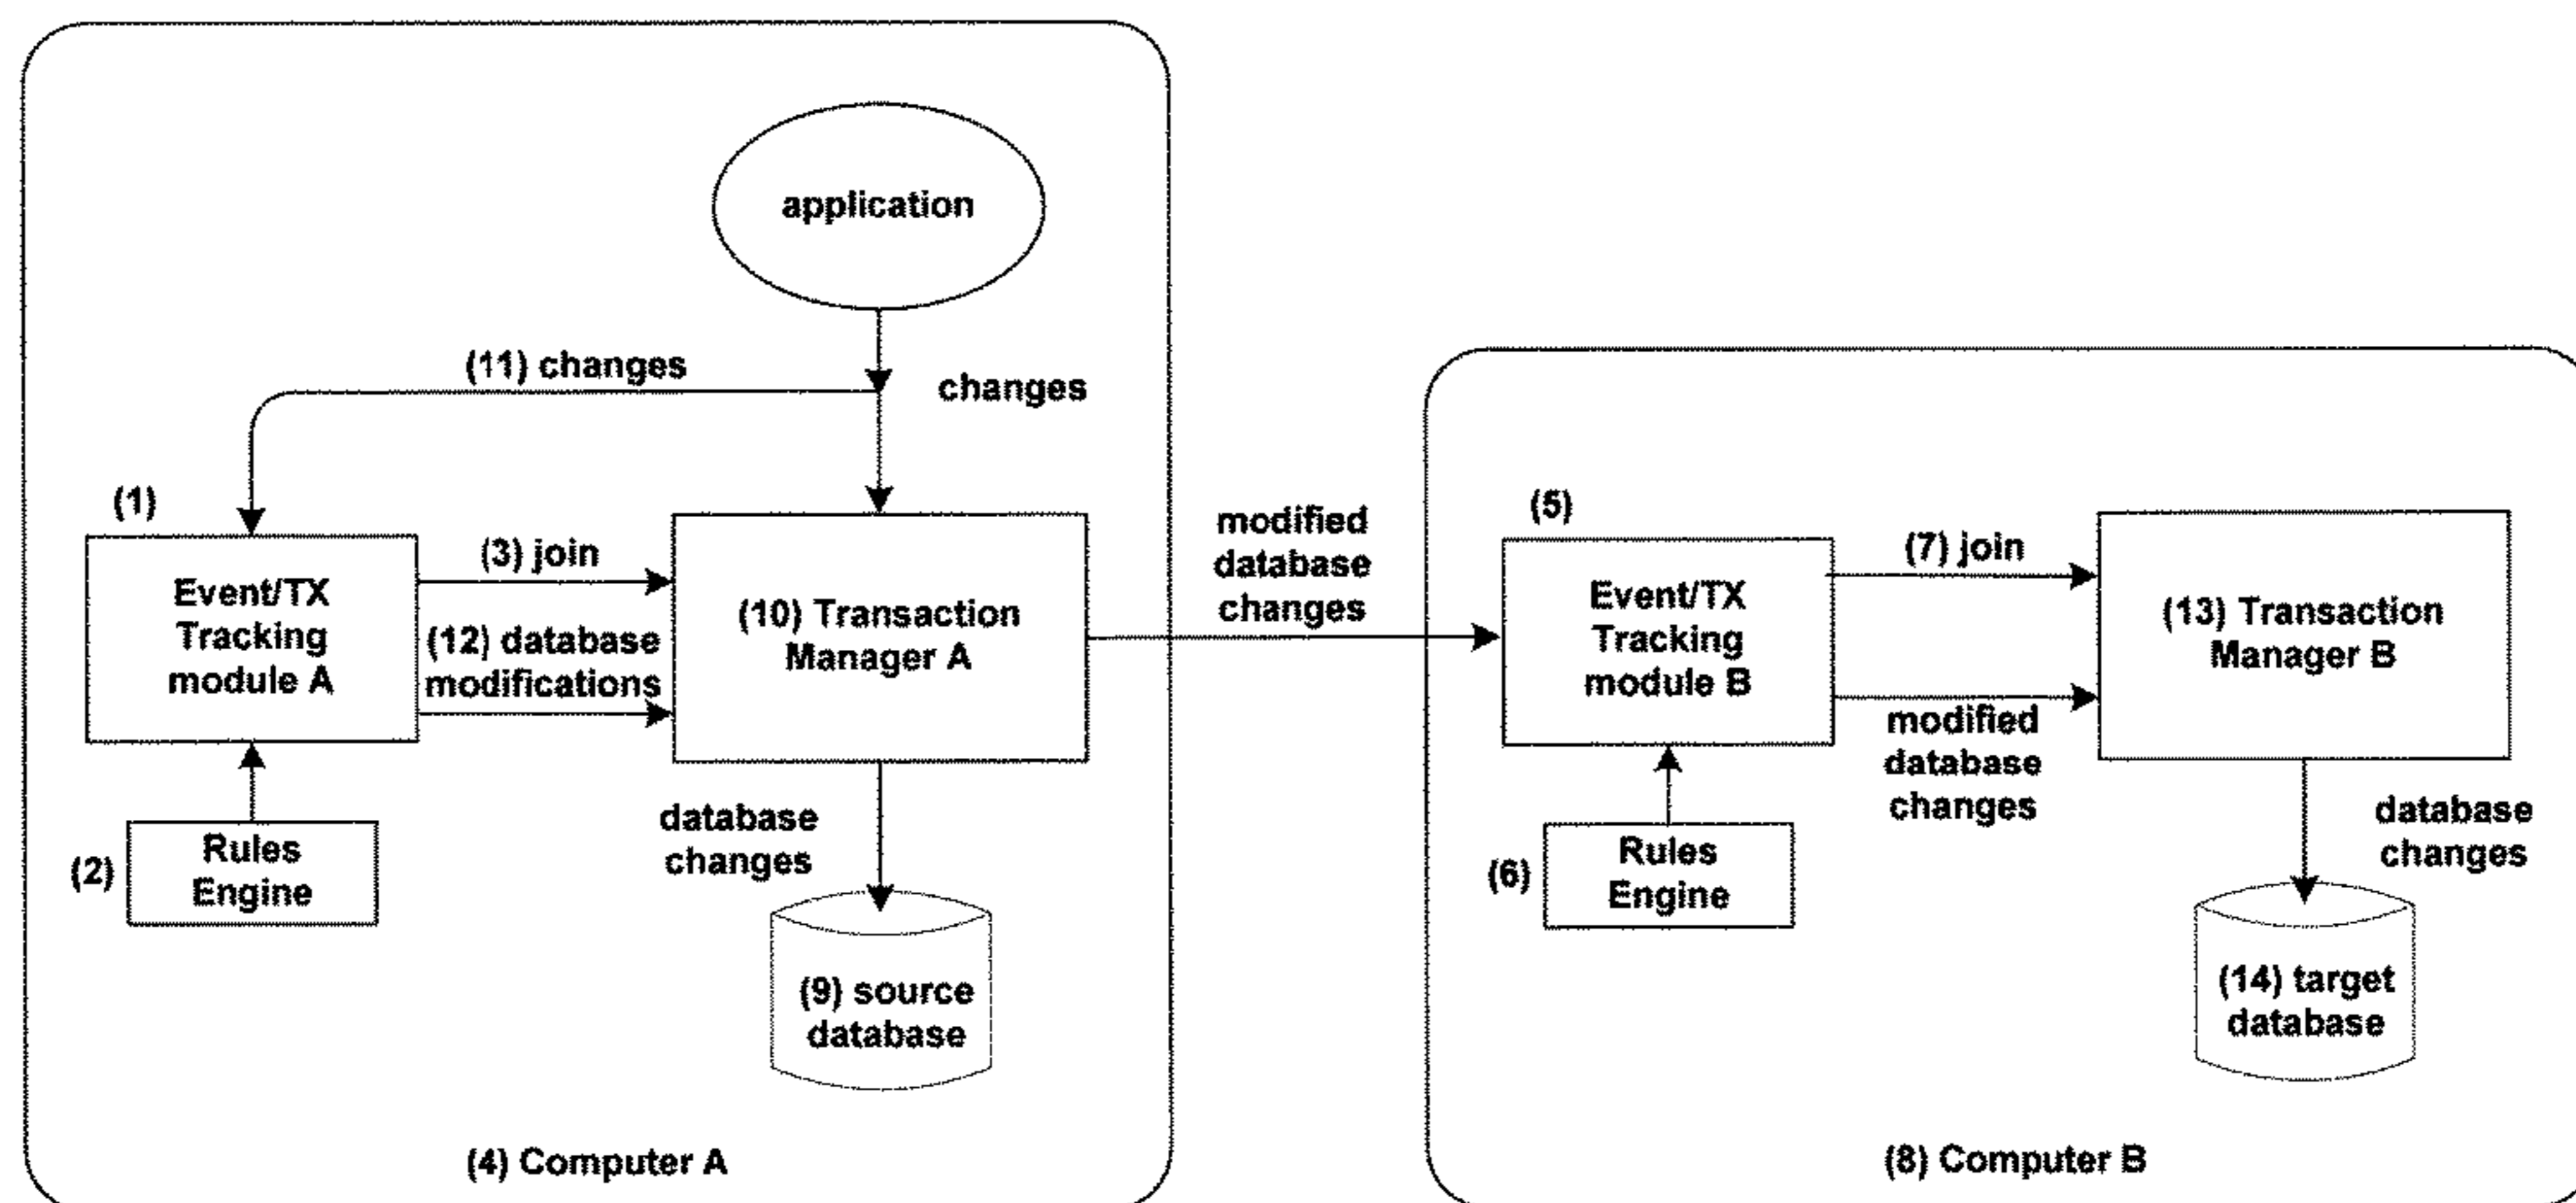 application
(11) changes
changes
(1)
Event/TX
Tracking
module A
(3) join
(12) database
modifications
(10) Transaction
Manager A
(2)
Rules
Engine
database
changes
(9) source
database
(4) Computer A
modified
database
changes
(5)
Event/TX
Tracking
module B
(7) join
modified
database
changes
(13) Transaction
Manager B
(6)
Rules
Engine
database
changes
(14) target
database
(8) Computer B